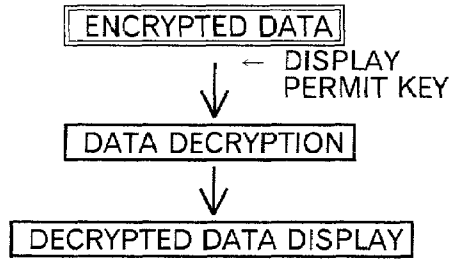 ENCRYPTED DATA
← DISPLAY
PERMIT KEY
DATA DECRYPTION
DECRYPTED DATA DISPLAY